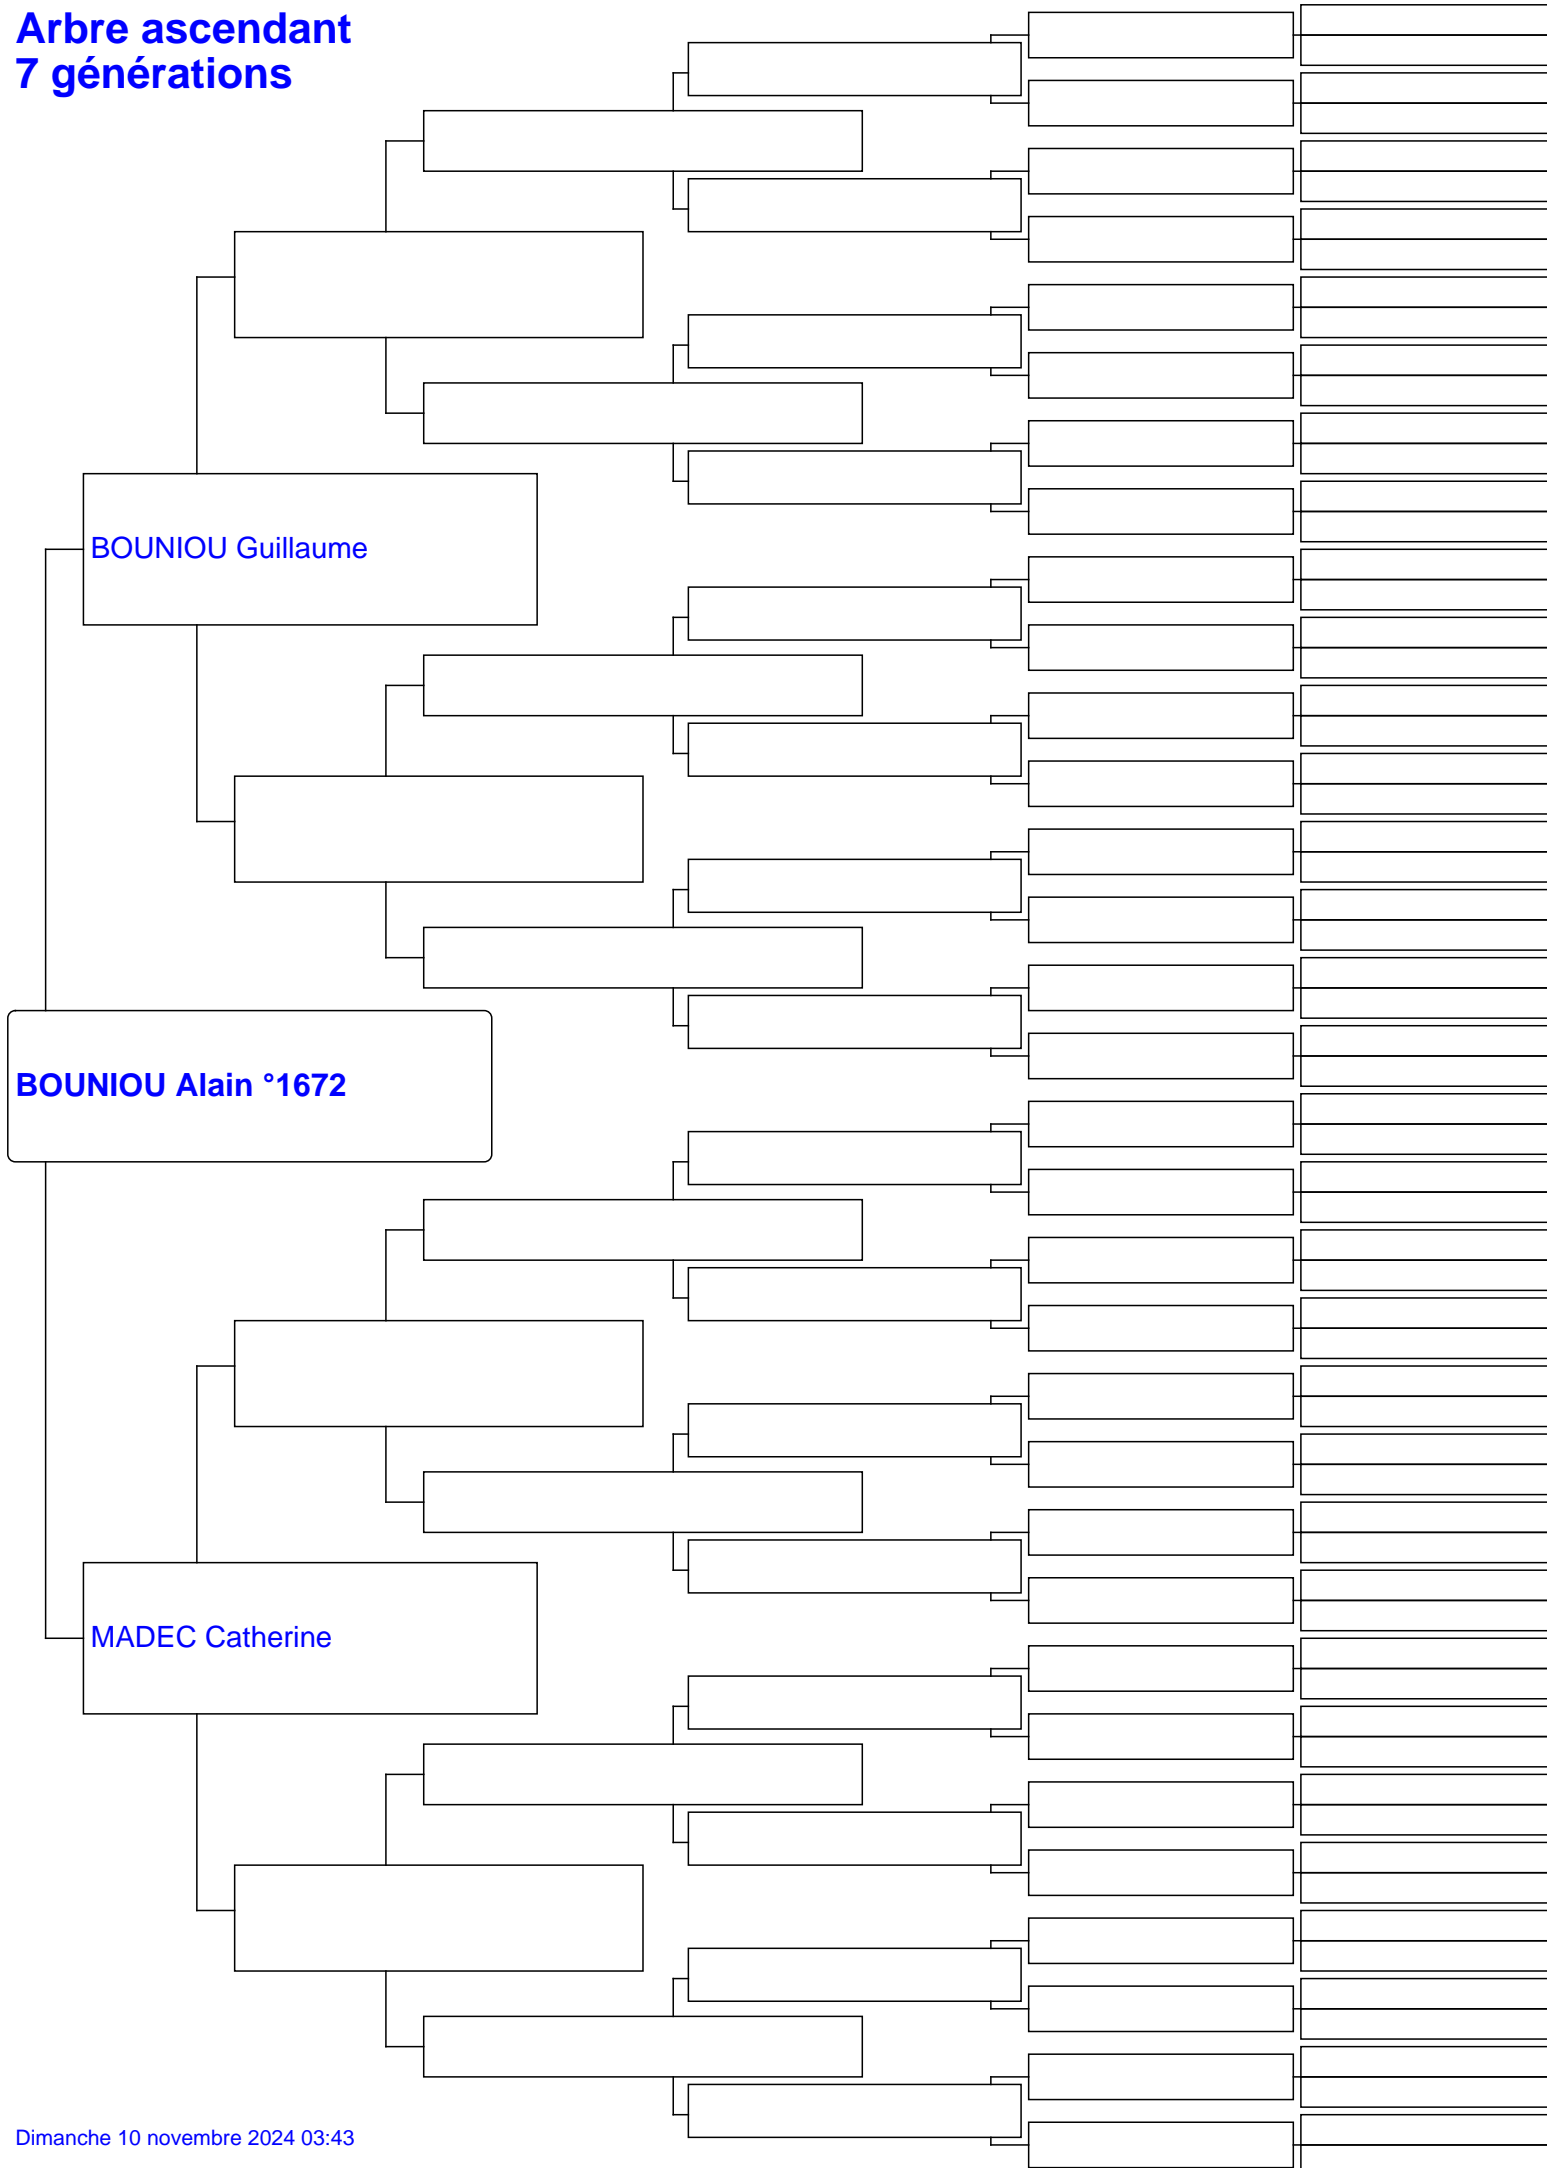 Arbre ascendant
7 générations
BOUNIOU Guillaume
BOUNIOU Alain °1672
MADEC Catherine
Dimanche 10 novembre 2024 03:43